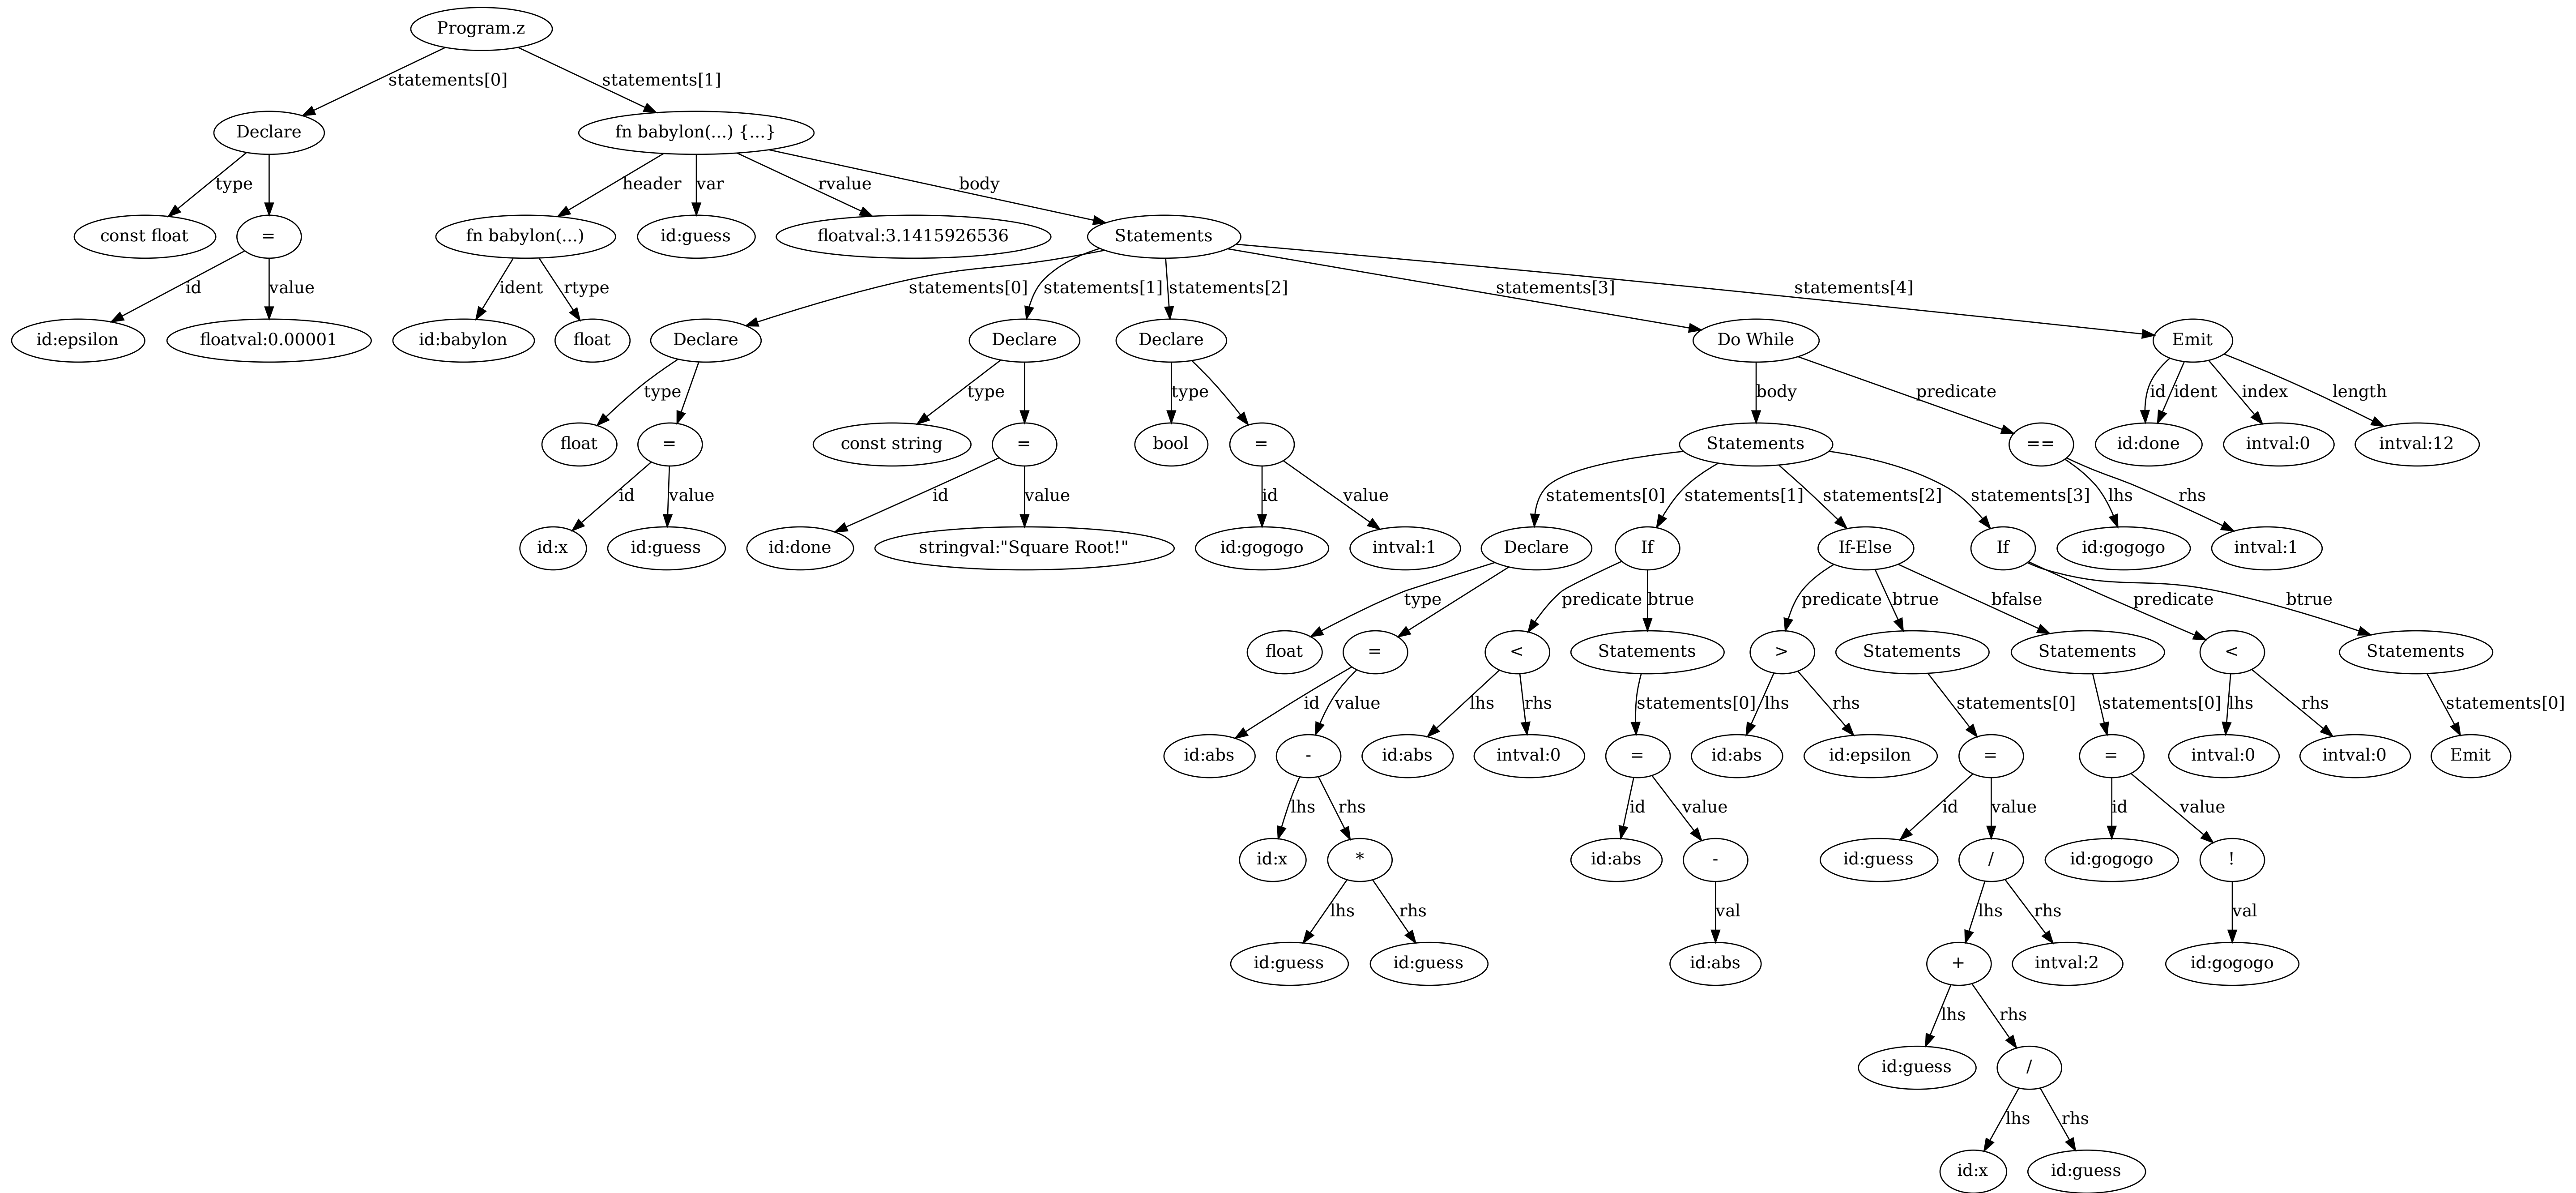 Program.z
statements[0]
statements[1]
Declare
fn babylon(...) {...}
type
header
var
rvalue
body
const float
=
fn babylon(...)
id:guess
floatval:3.1415926536
Statements
id
value
ident
rtype
statements[0]
statements[1]
statements[2]
statements[3]
statements[4]
id:epsilon
floatval:0.00001
id:babylon
float
Declare
Declare
Declare
Do While
Emit
type
type
type
body
predicate
id
ident
index
length
float
=
const string
=
bool
=
Statements
==
id:done
intval:0
intval:12
id
value
id
value
id
value
statements[0]
statements[1]
statements[2]
statements[3]
lhs
rhs
id:x
id:guess
id:done
stringval:"Square Root!"
id:gogogo
intval:1
Declare
If
If-Else
If
id:gogogo
intval:1
type
predicate
btrue
predicate
btrue
bfalse
predicate
btrue
float
=
<
Statements
>
Statements
Statements
<
Statements
id
value
lhs
rhs
statements[0]
lhs
rhs
statements[0]
statements[0]
lhs
rhs
statements[0]
id:abs
-
id:abs
intval:0
=
id:abs
id:epsilon
=
=
intval:0
intval:0
Emit
lhs
rhs
id
value
id
value
id
value
id:x
*
id:abs
-
id:guess
/
id:gogogo
!
lhs
rhs
val
lhs
rhs
val
id:guess
id:guess
id:abs
+
intval:2
id:gogogo
lhs
rhs
id:guess
/
lhs
rhs
id:x
id:guess